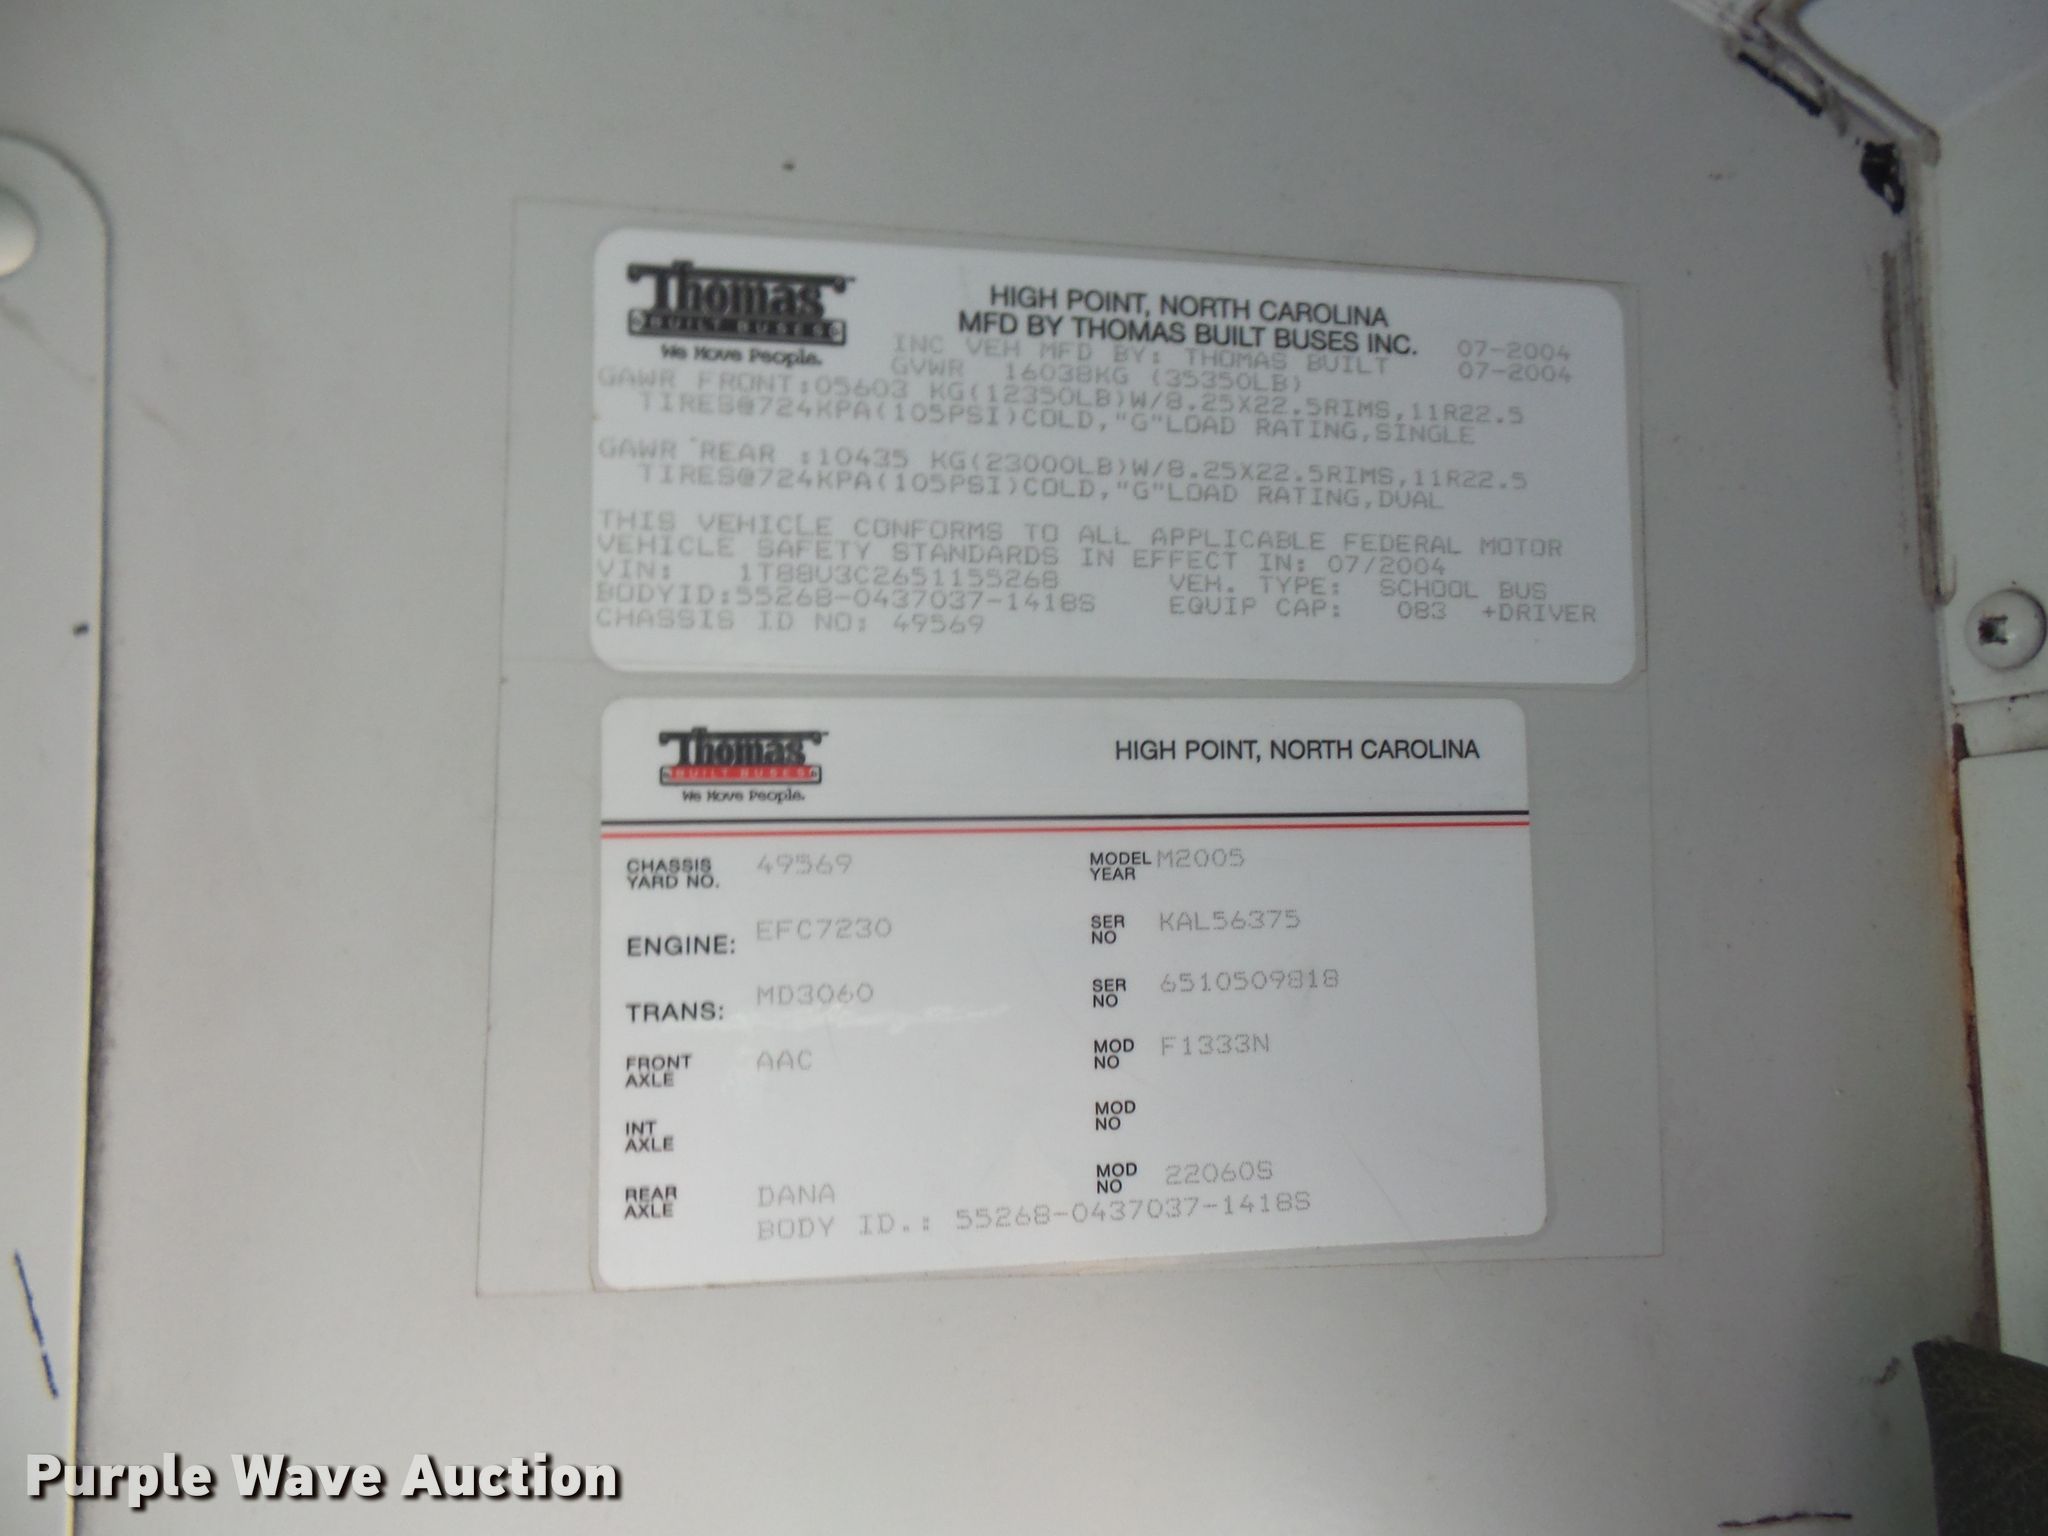 Thomas
BUILT BUSES
We Move People.
HIGH POINT, NORTH CAROLINA
MFD BY THOMAS BUILT BUSES INC.
INC VEH MFD BY: THOMAS BUILT 07-2004
GVWR 16038KG (35350LB) 07-2004
GAWR FRONT:05603 KG(12350LB)W/8.25X22.5RIMS,11R22.5
TIRES@724KPA(105PSI)COLD,"G"LOAD RATING,SINGLE
GAWR REAR :10435 KG(23000LB)W/8.25X22.5RIMS,11R22.5
TIRES@724KPA(105PSI)COLD,"G"LOAD RATING,DUAL
THIS VEHICLE CONFORMS TO ALL APPLICABLE FEDERAL MOTOR
VEHICLE SAFETY STANDARDS IN EFFECT IN: 07/2004
VIN: 1T88U3C2651155268 VEH. TYPE: SCHOOL BUS
BODYID:55268-0437037-1418S EQUIP CAP: 083 +DRIVER
CHASSIS ID NO: 49569
Thomas
BUILT BUSES
We Move People.
HIGH POINT, NORTH CAROLINA
CHASSIS YARD NO. 49569 MODEL YEAR M2005
ENGINE: EFC7230 SER NO KAL56375
TRANS: MD3060 SER NO 6510509818
FRONT AXLE AAC MOD NO F1333N
INT AXLE MOD NO
REAR AXLE DANA MOD NO 22060S
BODY ID.: 55268-0437037-1418S
Purple Wave Auction